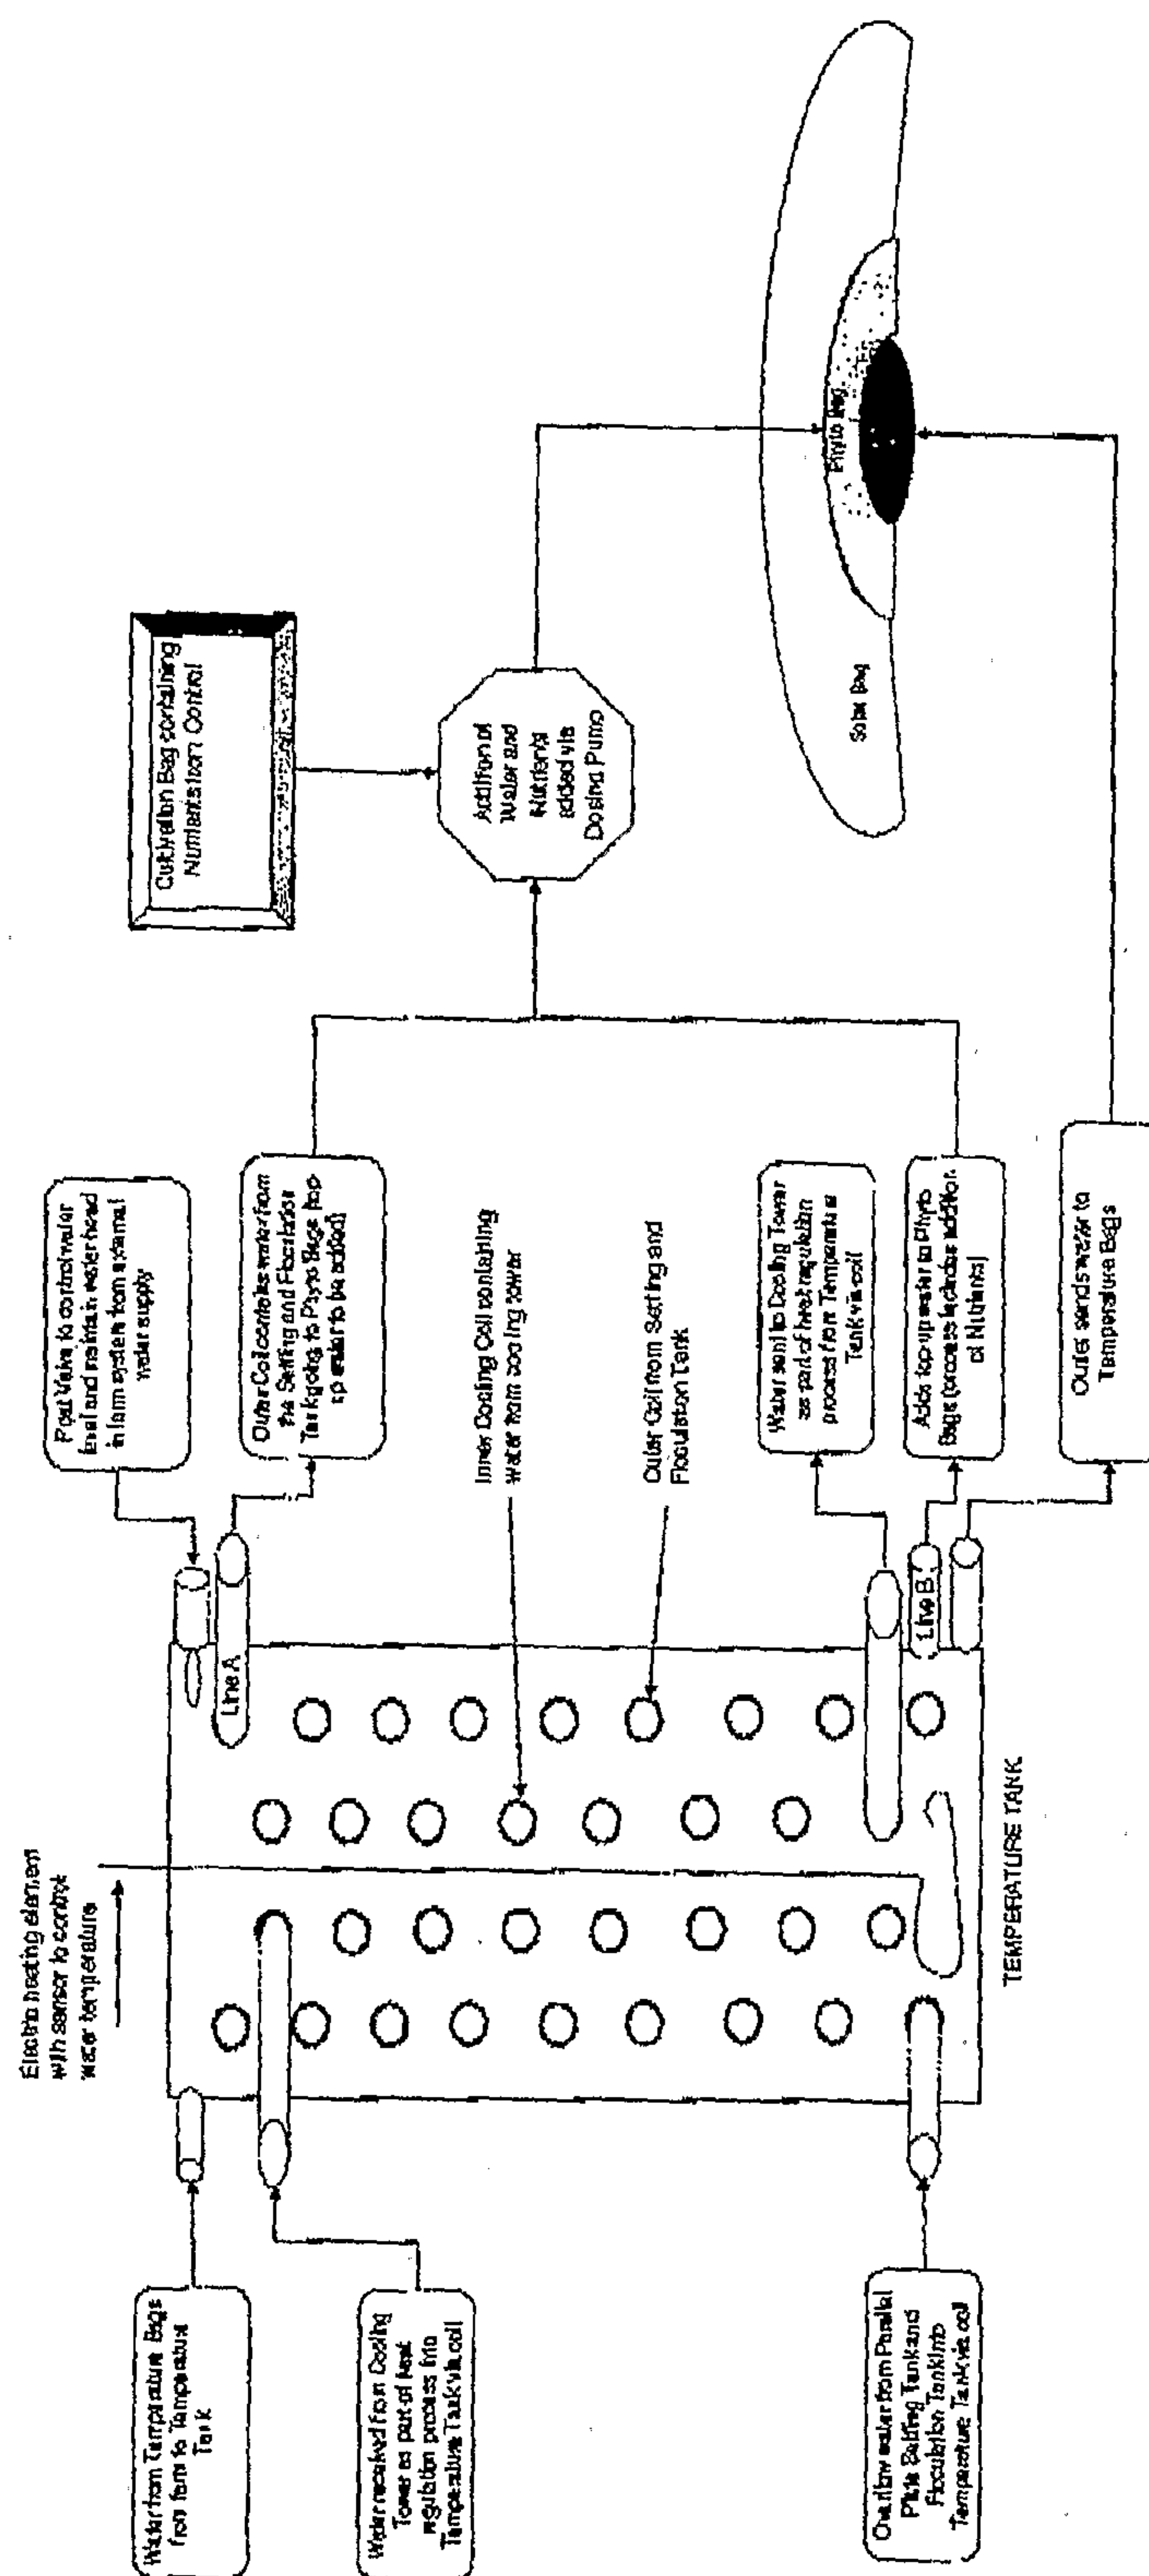 Electric heating element
with sensor to control
water temperature
Water from Temperature Bags
from farm to Temperature
Tank
Water received from Cooling
Tower as part of heat
regulation process into
Temperature Tank via coil
Overflow water from Parallel
Plate Settling Tank and
Floculation Tank into
Temperature Tank via coil
TEMPERATURE TANK
Line A
Line B
Float Valve to control water
level and maintain water head
in farm system from external
water supply
Outer Coil contains water from
the Setting and Floculation
Tank going to Phyto Bags (top
up water to be added)
Inner Cooling Coil containing
water from cooling tower
Outer Coil from Setting and
Floculation Tank
Water sent to Cooling Tower
as part of heat regulation
process from Temperature
Tank via coil
Adds top-up water to Phyto
Bags (process includes addition
of Nutrients)
Outlet sends water to
Temperature Bags
Cultivation Bag containing
Nutrients from Control
Addition of
Water and
Nutrients
added via
Dosing Pump
Solar Bag
Phyto Bag